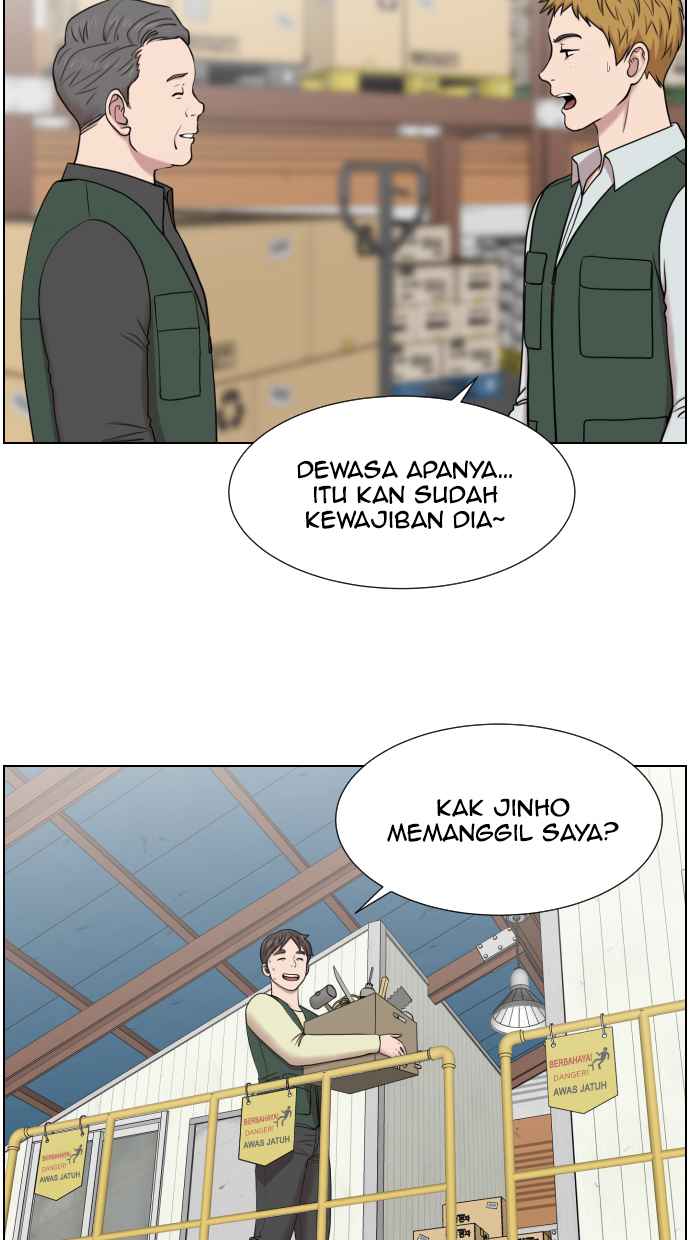 DEWASA APANYA...
ITU KAN SUDAH
KEWAJIBAN DIA~
KAK JINHO
MEMANGGIL SAYA?
BERBAHAYA!
DANGER!
AWAS JATUH
BERBAHAYA!
DANGER!
AWAS JATUH
BERBAHAYA!
DANGER!
AWAS JATUH